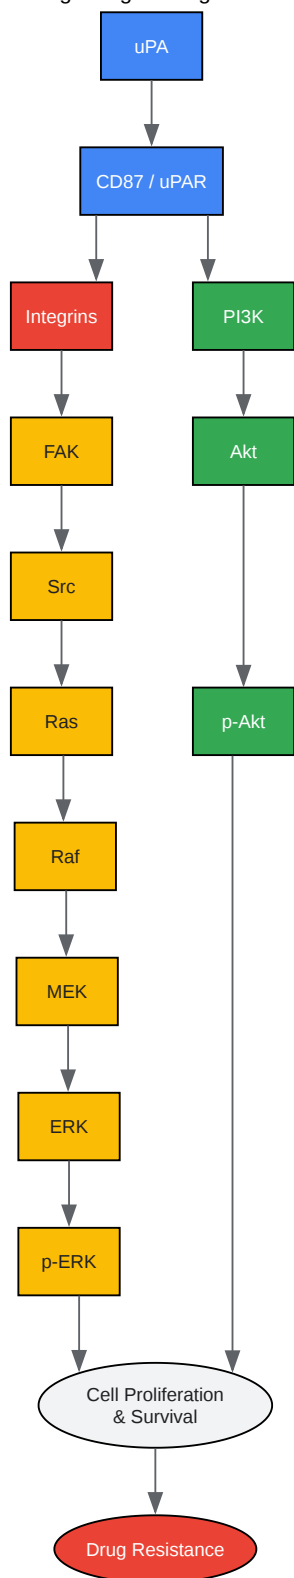 uPA
CD87 / uPAR
Integrins
PI3K
FAK
Akt
Src
Ras
p-Akt
Raf
MEK
ERK
p-ERK
Cell Proliferation
& Survival
Drug Resistance